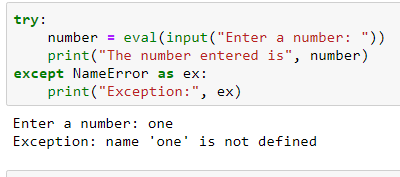 try:
    number = eval(input("Enter a number: "))
    print("The number entered is", number)
except NameError as ex:
    print("Exception:", ex)
Enter a number: one
Exception: name 'one' is not defined